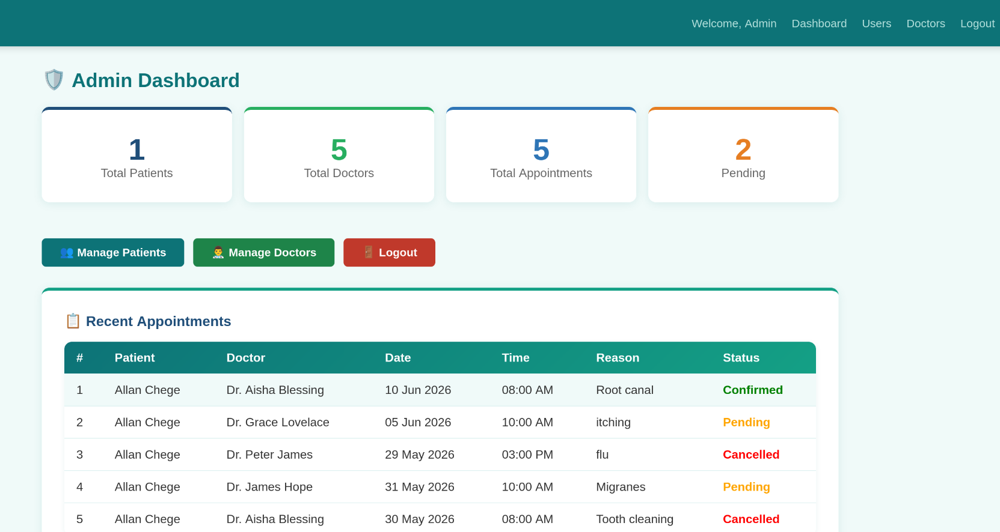 Welcome, Admin Dashboard Users Doctors Logout
Admin Dashboard
1 5 5 2
Total Patients Total Doctors Total Appointments Pending
Manage Patients Manage Doctors Logout
Recent Appointments
# Patient Doctor Date Time Reason Status
1 Allan Chege Dr. Aisha Blessing 10 Jun 2026 08:00 AM Root canal Confirmed
2 Allan Chege Dr. Grace Lovelace 05 Jun 2026 10:00 AM itching Pending
3 Allan Chege Dr. Peter James 29 May 2026 03:00 PM flu Cancelled
4 Allan Chege Dr. James Hope 31 May 2026 10:00 AM Migranes Pending
5 Allan Chege Dr. Aisha Blessing 30 May 2026 08:00 AM Tooth cleaning Cancelled